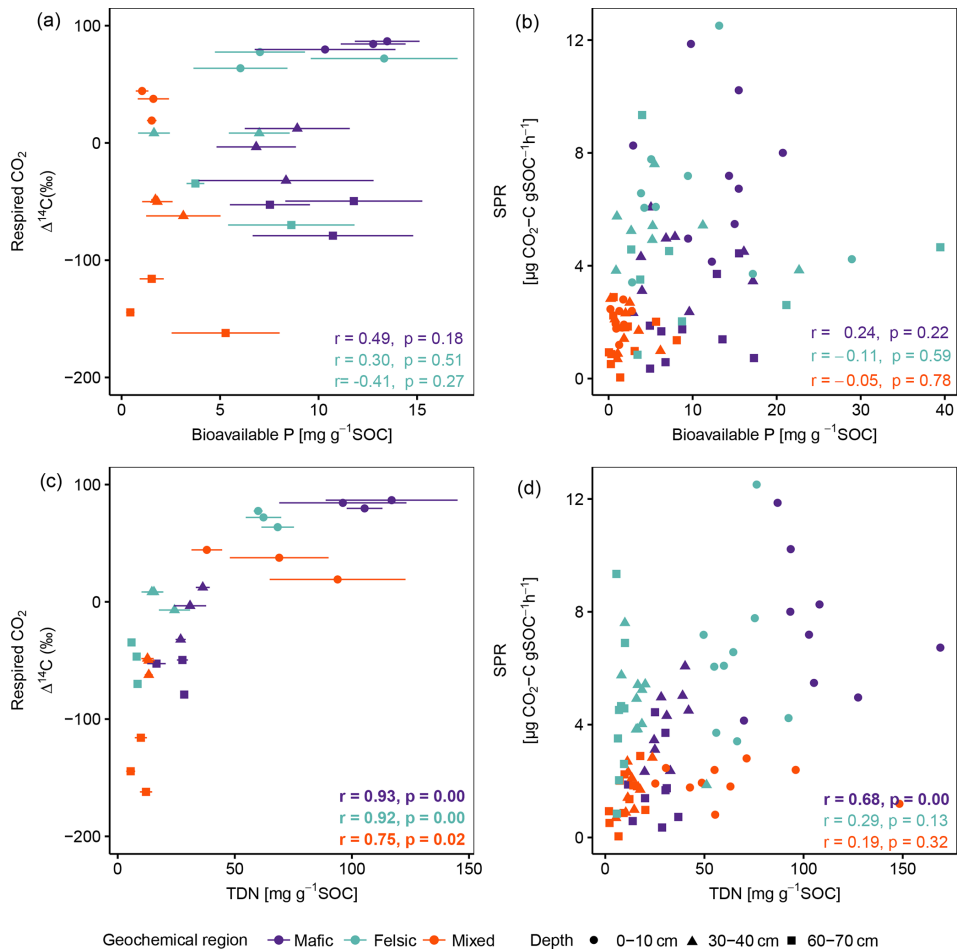 (a)
100
0
−100
−200
Respired CO₂
Δ¹⁴C(‰)
r = 0.49, p = 0.18
r = 0.30, p = 0.51
r= -0.41, p = 0.27
0 5 10 15
Bioavailable P [mg g⁻¹SOC]
(b)
12
8
4
0
SPR
[µg CO₂−C gSOC⁻¹h⁻¹]
r = 0.24, p = 0.22
r = −0.11, p = 0.59
r = −0.05, p = 0.78
0 10 20 30 40
Bioavailable P [mg g⁻¹SOC]
(c)
100
0
−100
−200
Respired CO₂
Δ¹⁴C (‰)
r = 0.93, p = 0.00
r = 0.92, p = 0.00
r = 0.75, p = 0.02
0 50 100 150
TDN [mg g⁻¹SOC]
(d)
12
8
4
0
SPR
[µg CO₂−C gSOC⁻¹h⁻¹]
r = 0.68, p = 0.00
r = 0.29, p = 0.13
r = 0.19, p = 0.32
0 50 100 150
TDN [mg g⁻¹SOC]
Geochemical region Mafic Felsic Mixed Depth 0−10 cm 30−40 cm 60−70 cm